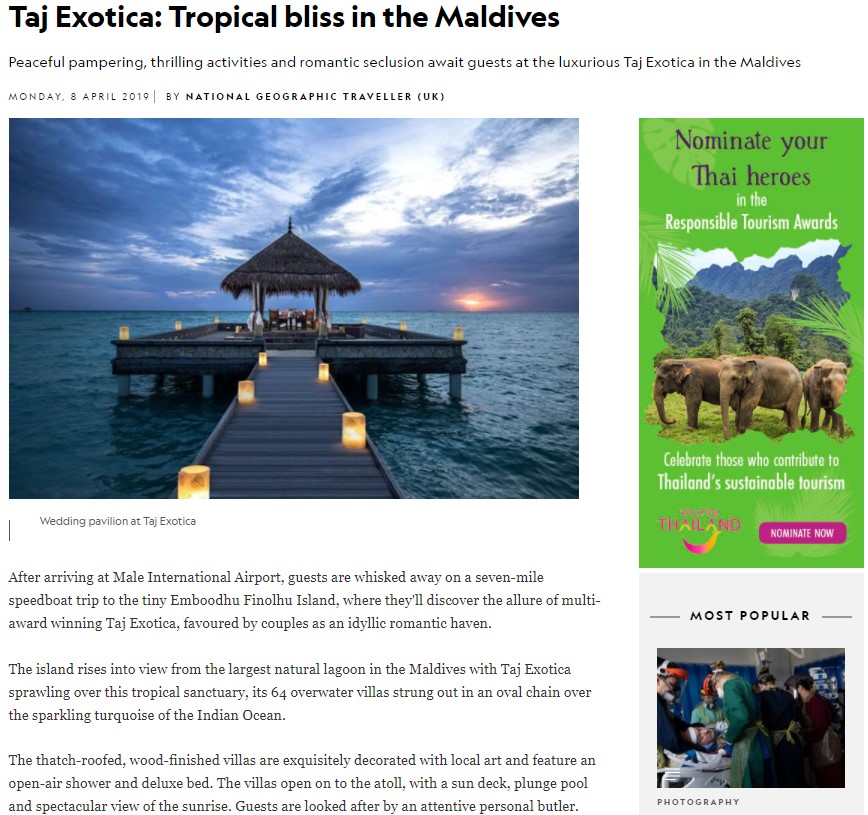 Taj Exotica: Tropical bliss in the Maldives
Peaceful pampering, thrilling activities and romantic seclusion await guests at the luxurious Taj Exotica in the Maldives
MONDAY, 8 APRIL 2019 | BY NATIONAL GEOGRAPHIC TRAVELLER (UK)
Wedding pavilion at Taj Exotica
After arriving at Male International Airport, guests are whisked away on a seven-mile
speedboat trip to the tiny Emboodhu Finolhu Island, where they'll discover the allure of multi-
award winning Taj Exotica, favoured by couples as an idyllic romantic haven.
The island rises into view from the largest natural lagoon in the Maldives with Taj Exotica
sprawling over this tropical sanctuary, its 64 overwater villas strung out in an oval chain over
the sparkling turquoise of the Indian Ocean.
The thatch-roofed, wood-finished villas are exquisitely decorated with local art and feature an
open-air shower and deluxe bed. The villas open on to the atoll, with a sun deck, plunge pool
and spectacular view of the sunrise. Guests are looked after by an attentive personal butler.
Nominate your
Thai heroes
in the
Responsible Tourism Awards
Celebrate those who contribute to
Thailand's sustainable tourism
amazing
THAILAND
NOMINATE NOW
MOST POPULAR
PHOTOGRAPHY